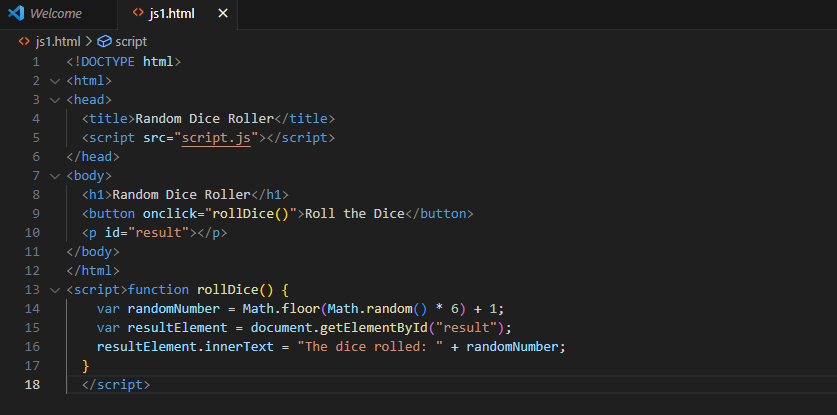 Welcome js1.html
js1.html script
1 <!DOCTYPE html>
2 <html>
3 <head>
4 <title>Random Dice Roller</title>
5 <script src="script.js"></script>
6 </head>
7 <body>
8 <h1>Random Dice Roller</h1>
9 <button onclick="rollDice()">Roll the Dice</button>
10 <p id="result"></p>
11 </body>
12 </html>
13 <script>function rollDice() {
14 var randomNumber = Math.floor(Math.random() * 6) + 1;
15 var resultElement = document.getElementById("result");
16 resultElement.innerText = "The dice rolled: " + randomNumber;
17 }
18 </script>